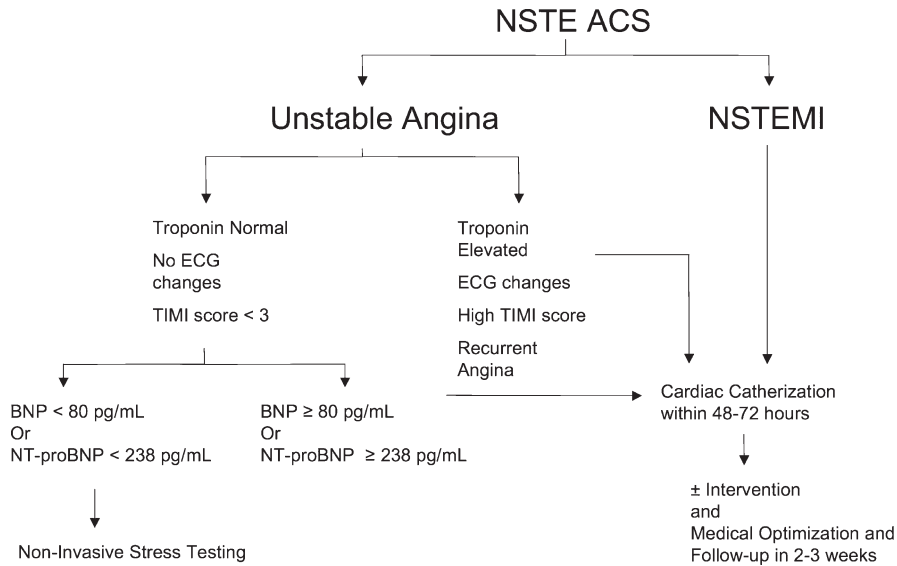 NSTE ACS
Unstable Angina
NSTEMI
Troponin Normal
No ECG
changes
TIMI score < 3
Troponin
Elevated
ECG changes
High TIMI score
Recurrent
Angina
BNP < 80 pg/mL
Or
NT-proBNP < 238 pg/mL
BNP ≥ 80 pg/mL
Or
NT-proBNP ≥ 238 pg/mL
Cardiac Catherization
within 48-72 hours
Non-Invasive Stress Testing
± Intervention
and
Medical Optimization and
Follow-up in 2-3 weeks